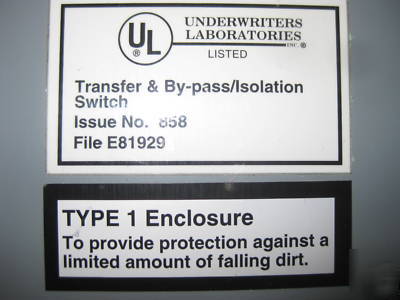 UL
®
UNDERWRITERS
LABORATORIES
INC.®
LISTED
Transfer & By-pass/Isolation
Switch
Issue No. 858
File E81929
TYPE 1 Enclosure
To provide protection against a
limited amount of falling dirt.